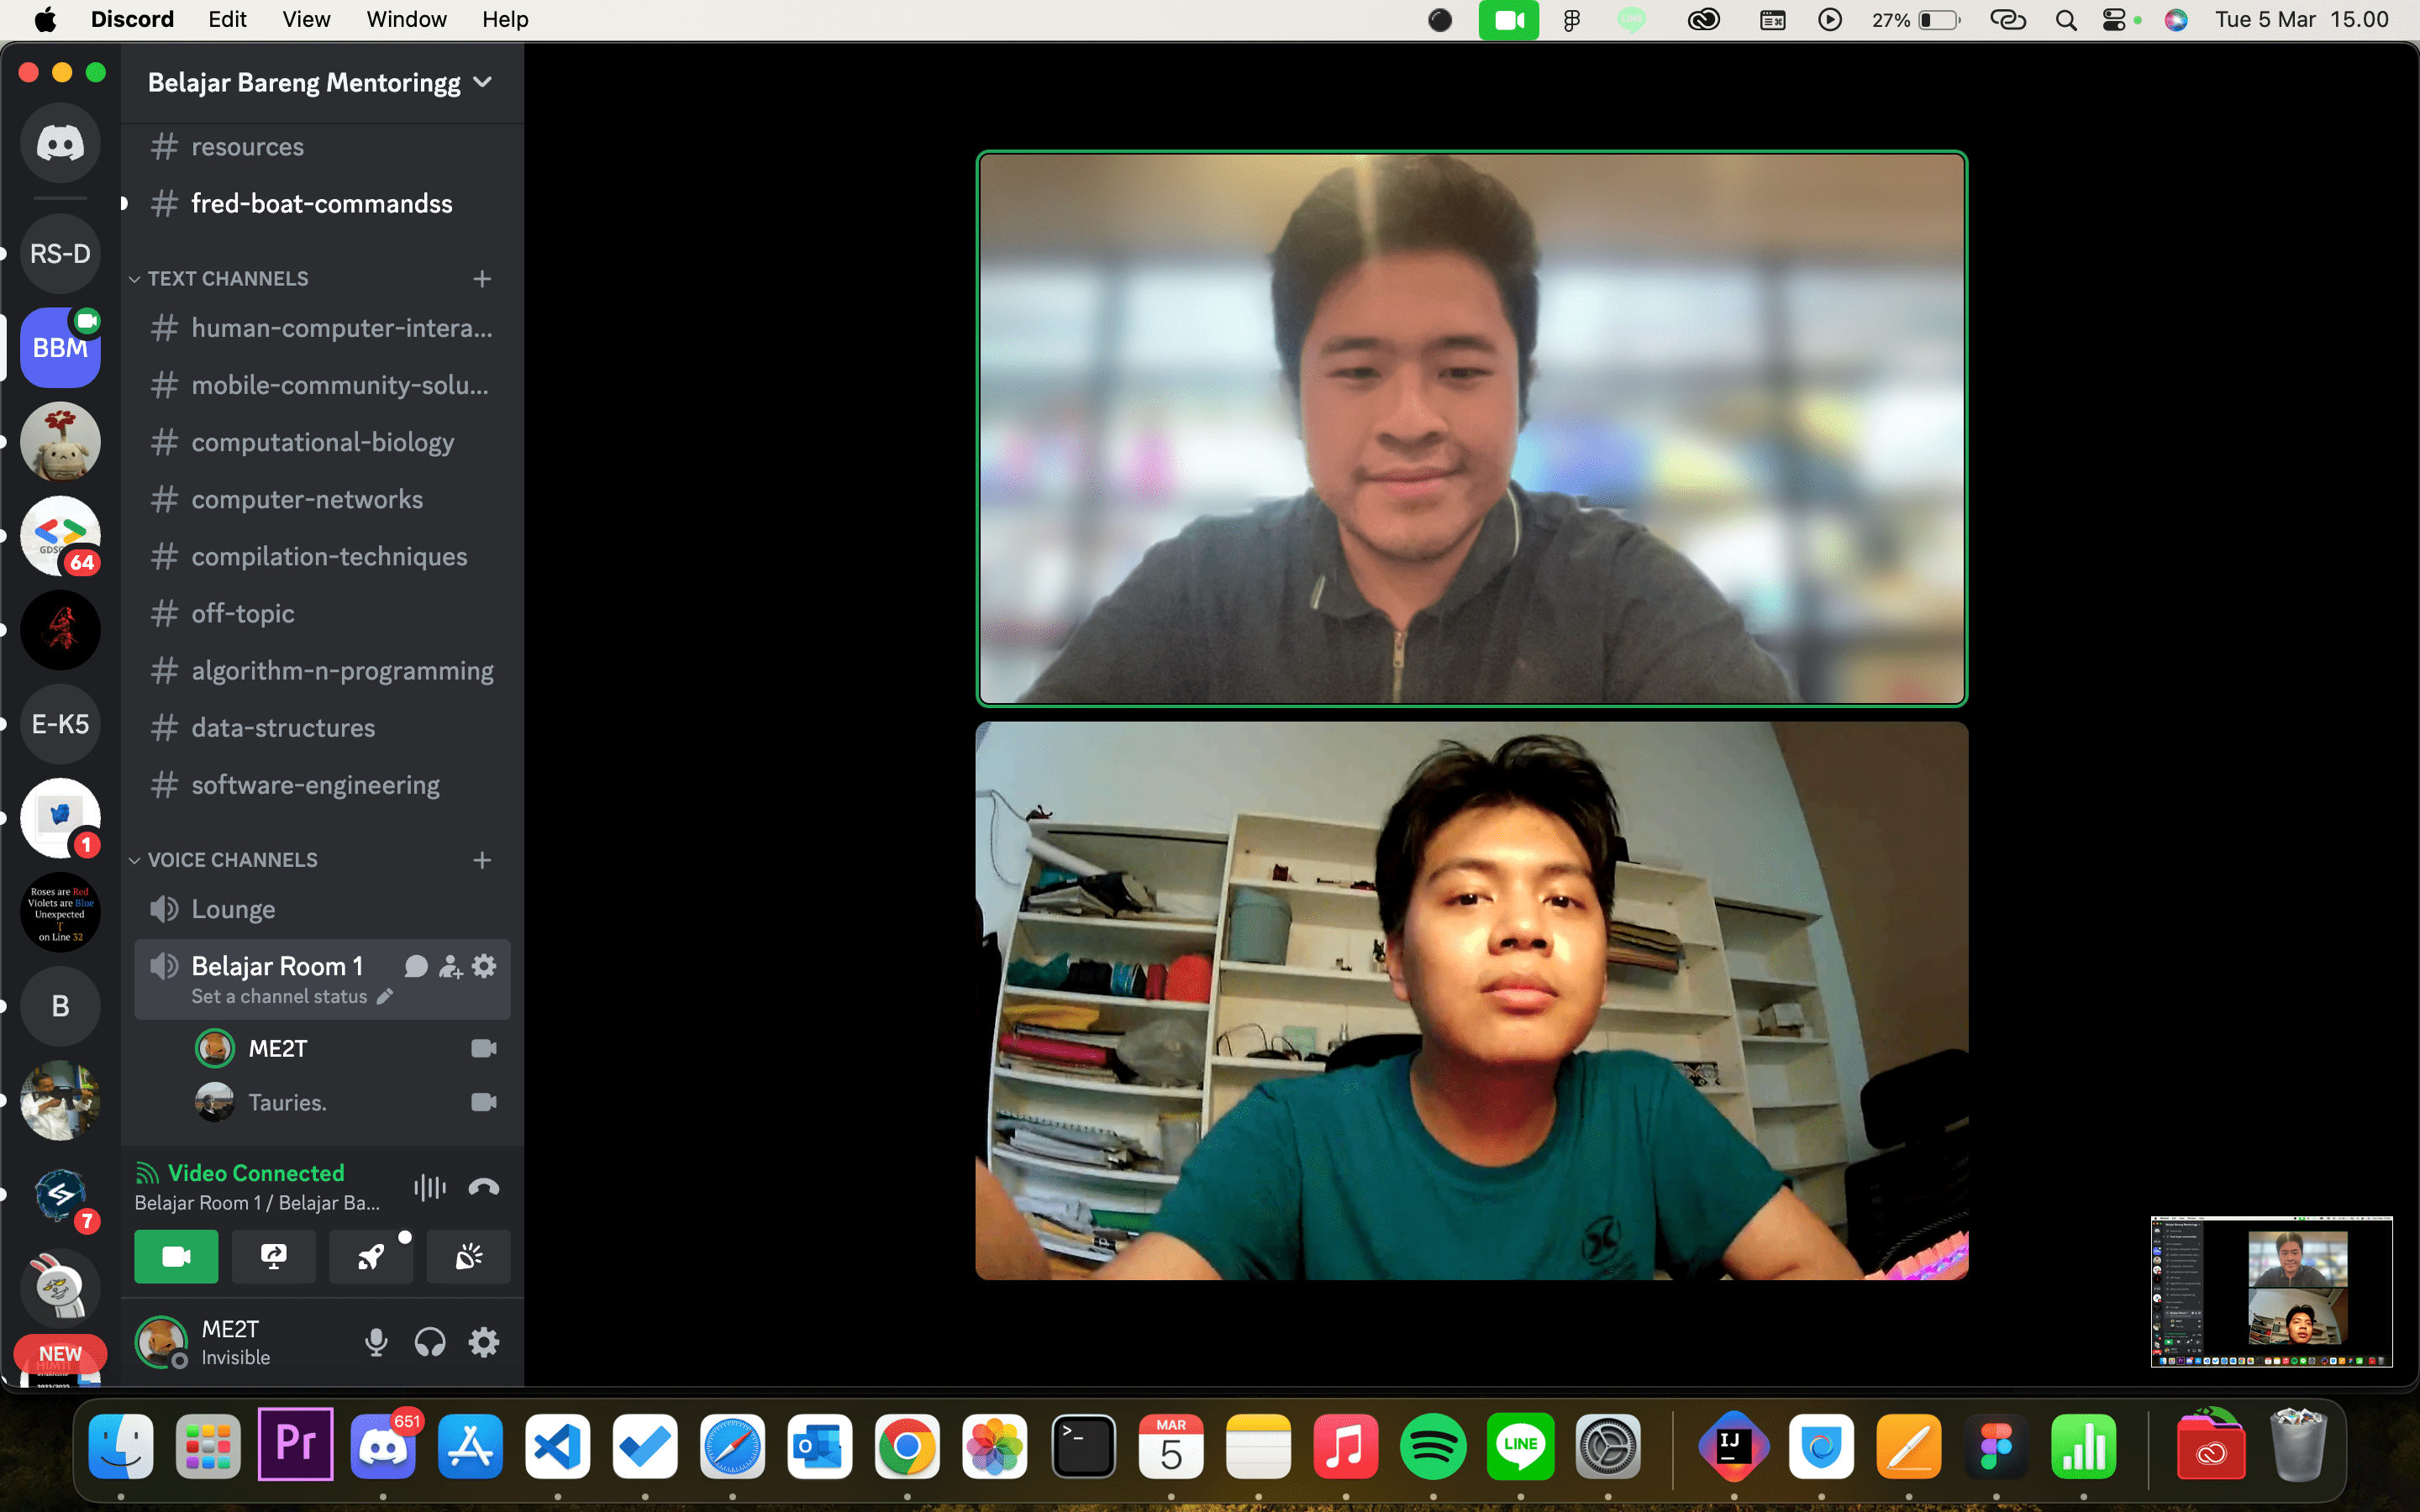 Discord Edit View Window Help
27% Tue 5 Mar 15.00
Belajar Bareng Mentoringg
resources
fred-boat-commandss
TEXT CHANNELS
human-computer-intera...
mobile-community-solu...
computational-biology
computer-networks
compilation-techniques
off-topic
algorithm-n-programming
data-structures
software-engineering
VOICE CHANNELS
Lounge
Belajar Room 1
Set a channel status
ME2T
Tauries.
Video Connected
Belajar Room 1 / Belajar Ba...
ME2T
Invisible
RS-D
BBM
64
E-K5
1
Roses are Red
Violets are Blue
Unexpected
'['
on Line 32
B
7
NEW
Pr
651
>_
MAR
5
LINE
IJ